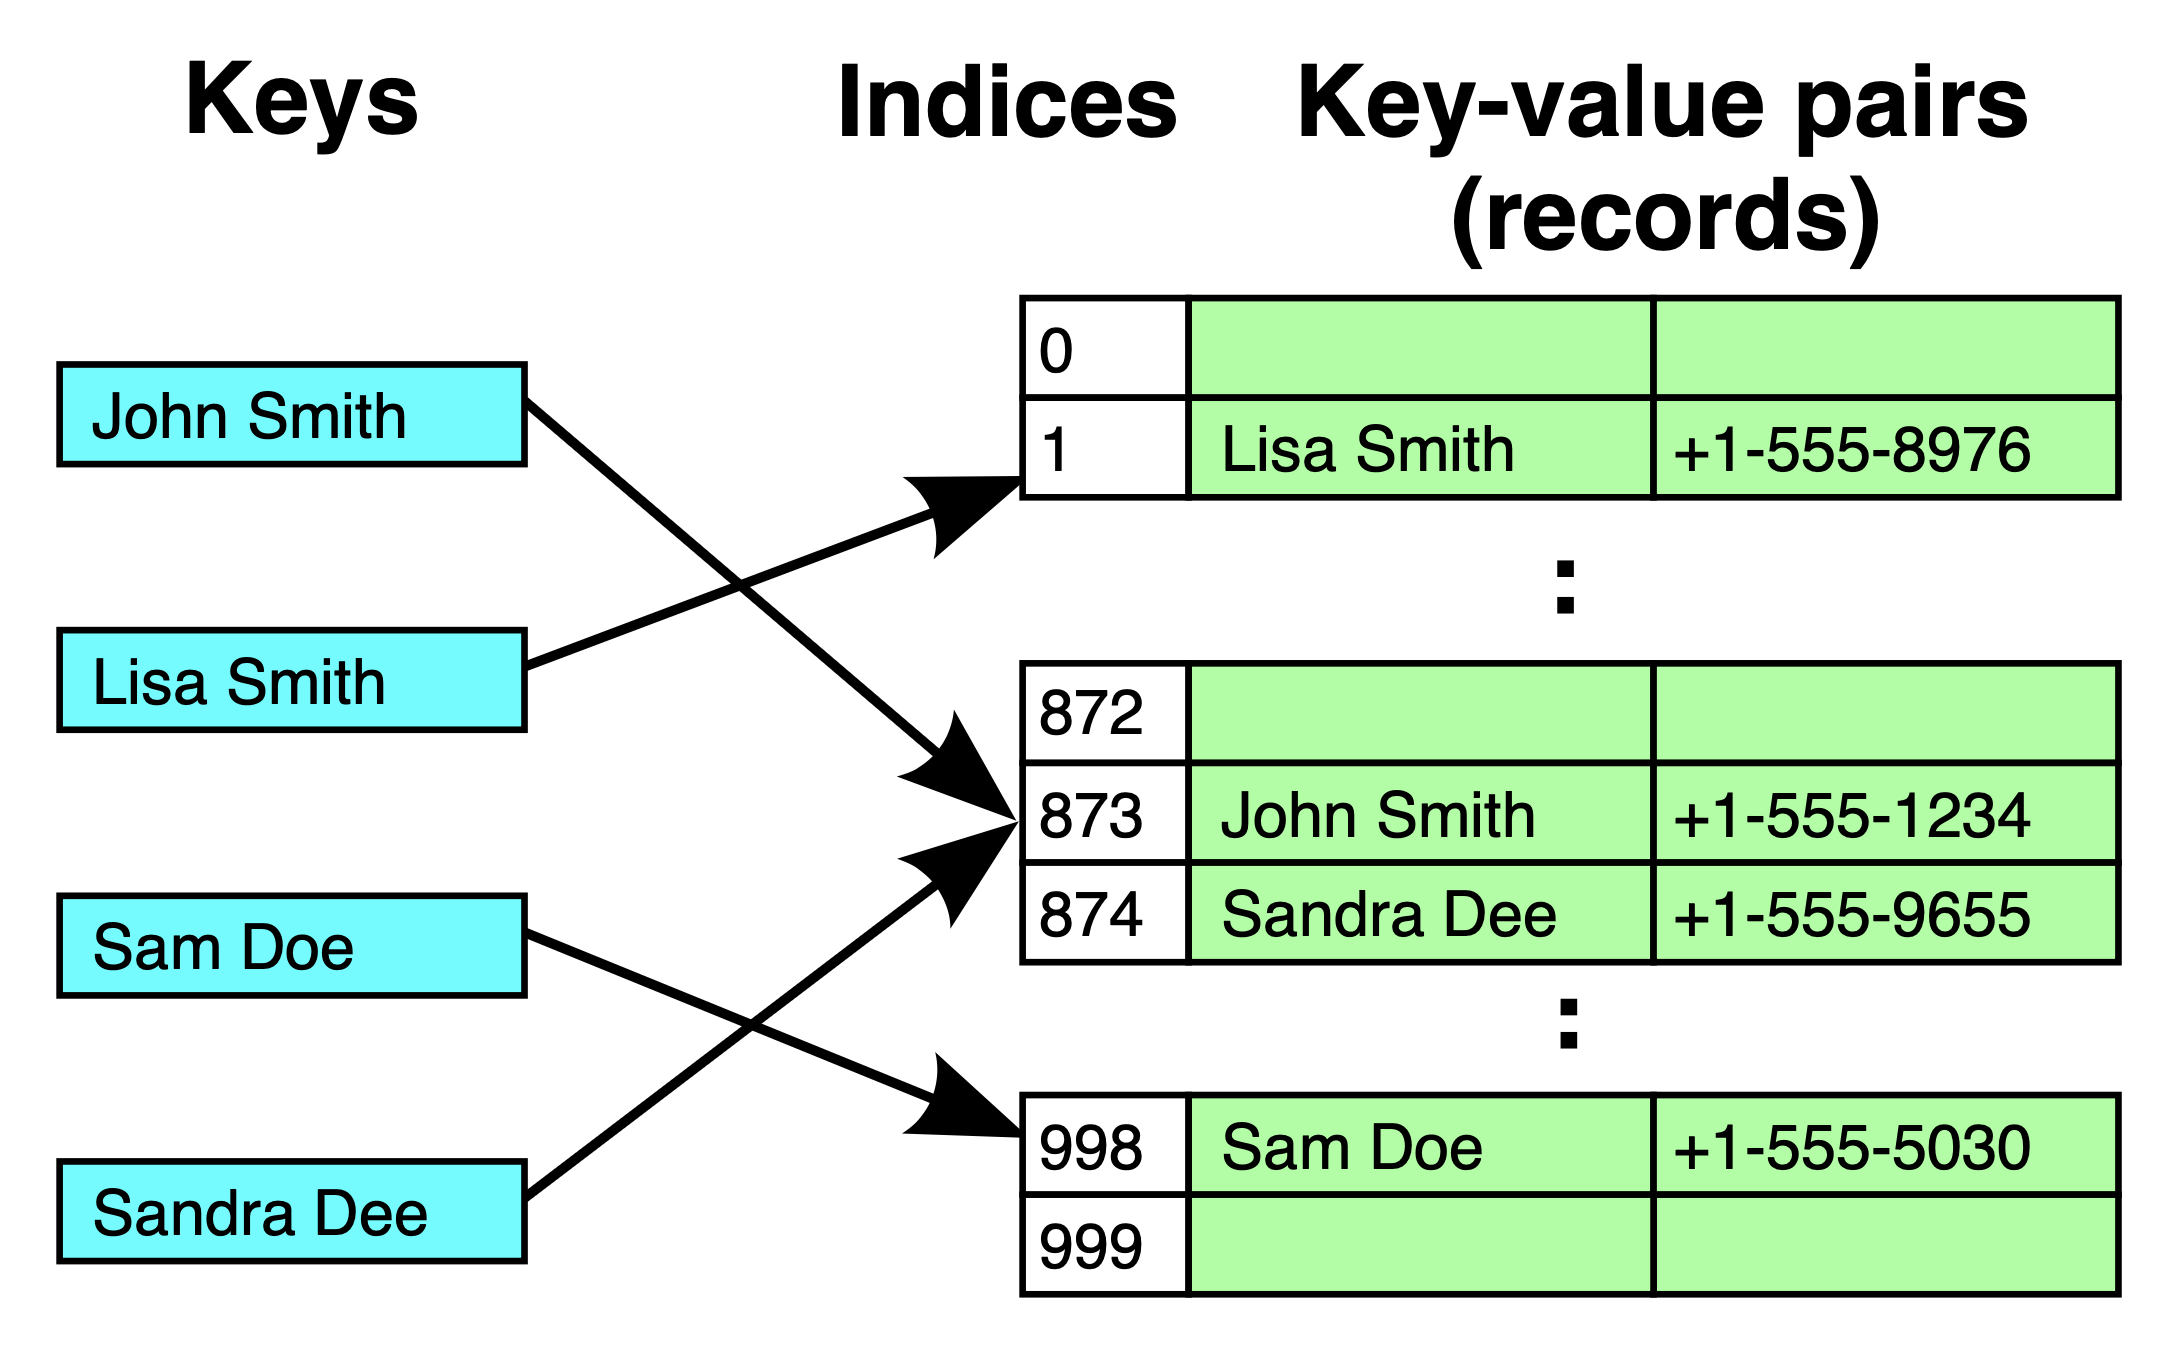 Keys
Indices
Key-value pairs
(records)
John Smith
Lisa Smith
Sam Doe
Sandra Dee
0
1 Lisa Smith +1-555-8976
:
872
873 John Smith +1-555-1234
874 Sandra Dee +1-555-9655
:
998 Sam Doe +1-555-5030
999